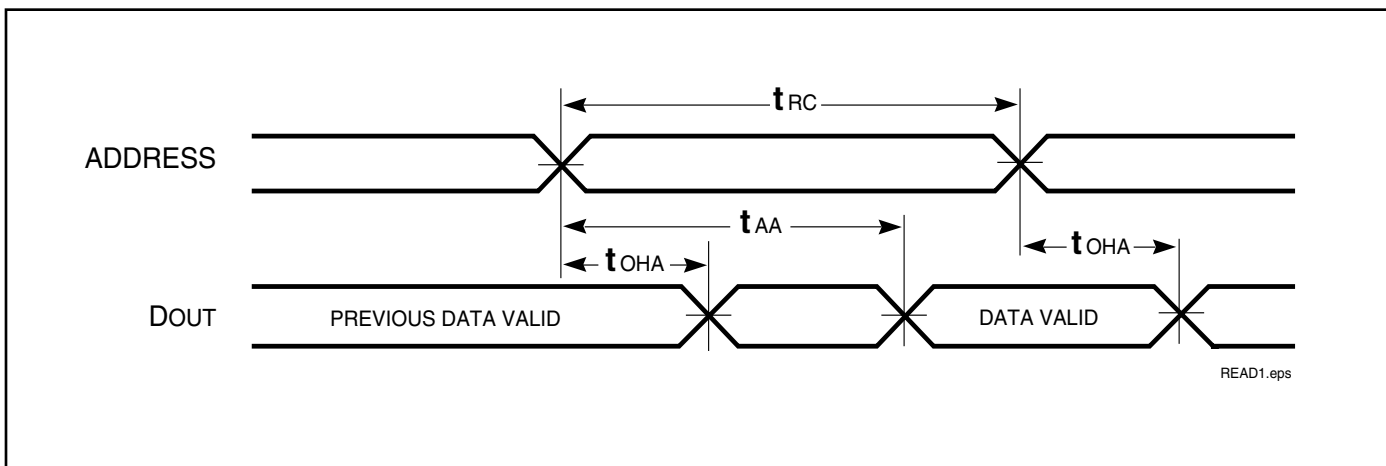 tRC
ADDRESS
tAA
tOHA
tOHA
DOUT
PREVIOUS DATA VALID
DATA VALID
READ1.eps